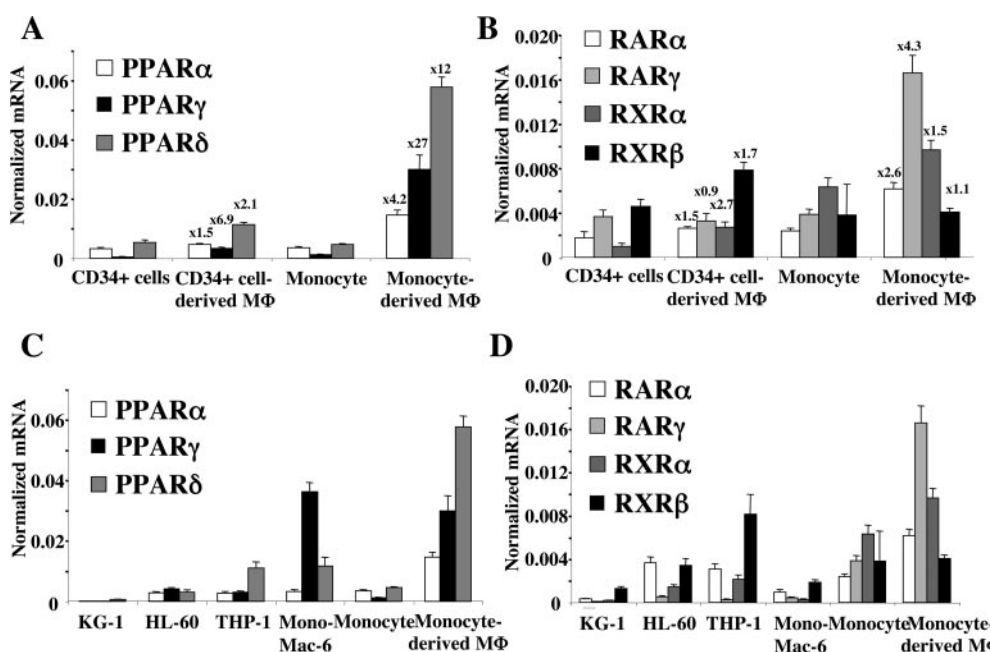 A
Normalized mRNA
0.06
0.04
0.02
0
PPARα
PPARγ
PPARδ
x1.5
x6.9
x2.1
x4.2
x27
x12
CD34+ cells
CD34+ cell-
derived MΦ
Monocyte
Monocyte-
derived MΦ
B
Normalized mRNA
0.020
0.016
0.012
0.008
0.004
0.000
RARα
RARγ
RXRα
RXRβ
x1.5
x0.9
x2.7
x1.7
x2.6
x4.3
x1.5
x1.1
CD34+ cells
CD34+ cell-
derived MΦ
Monocyte
Monocyte-
derived MΦ
C
Normalized mRNA
0.06
0.04
0.02
0
PPARα
PPARγ
PPARδ
KG-1
HL-60
THP-1
Mono-
Mac-6
Monocyte
Monocyte-
derived MΦ
D
Normalized mRNA
0.020
0.016
0.012
0.008
0.004
0.000
RARα
RARγ
RXRα
RXRβ
KG-1
HL-60
THP-1
Mono-
Mac-6
Monocyte
Monocyte-
derived MΦ